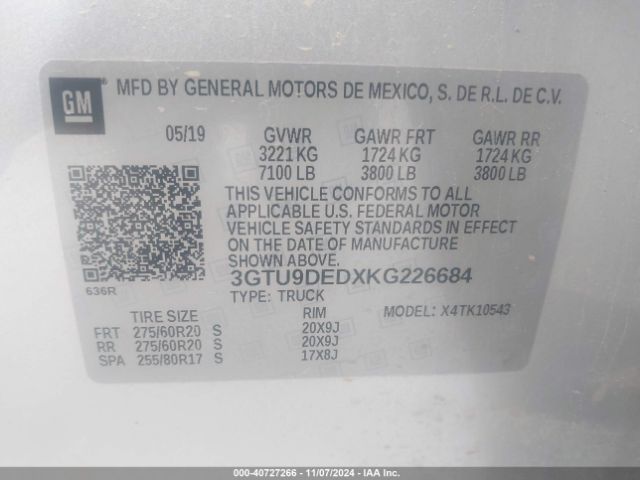 GM ® MFD BY GENERAL MOTORS DE MEXICO, S. DE R.L. DE C.V.
05/19 GVWR GAWR FRT GAWR RR
3221 KG 1724 KG 1724 KG
7100 LB 3800 LB 3800 LB
THIS VEHICLE CONFORMS TO ALL
APPLICABLE U.S. FEDERAL MOTOR
VEHICLE SAFETY STANDARDS IN EFFECT
ON THE DATE OF MANUFACTURE
SHOWN ABOVE.
3GTU9DEDXKG226684
636R TYPE: TRUCK
TIRE SIZE RIM MODEL: X4TK10543
FRT 275/60R20 S 20X9J
RR 275/60R20 S 20X9J
SPA 255/80R17 S 17X8J
000-40727266 - 11/07/2024 - IAA Inc.